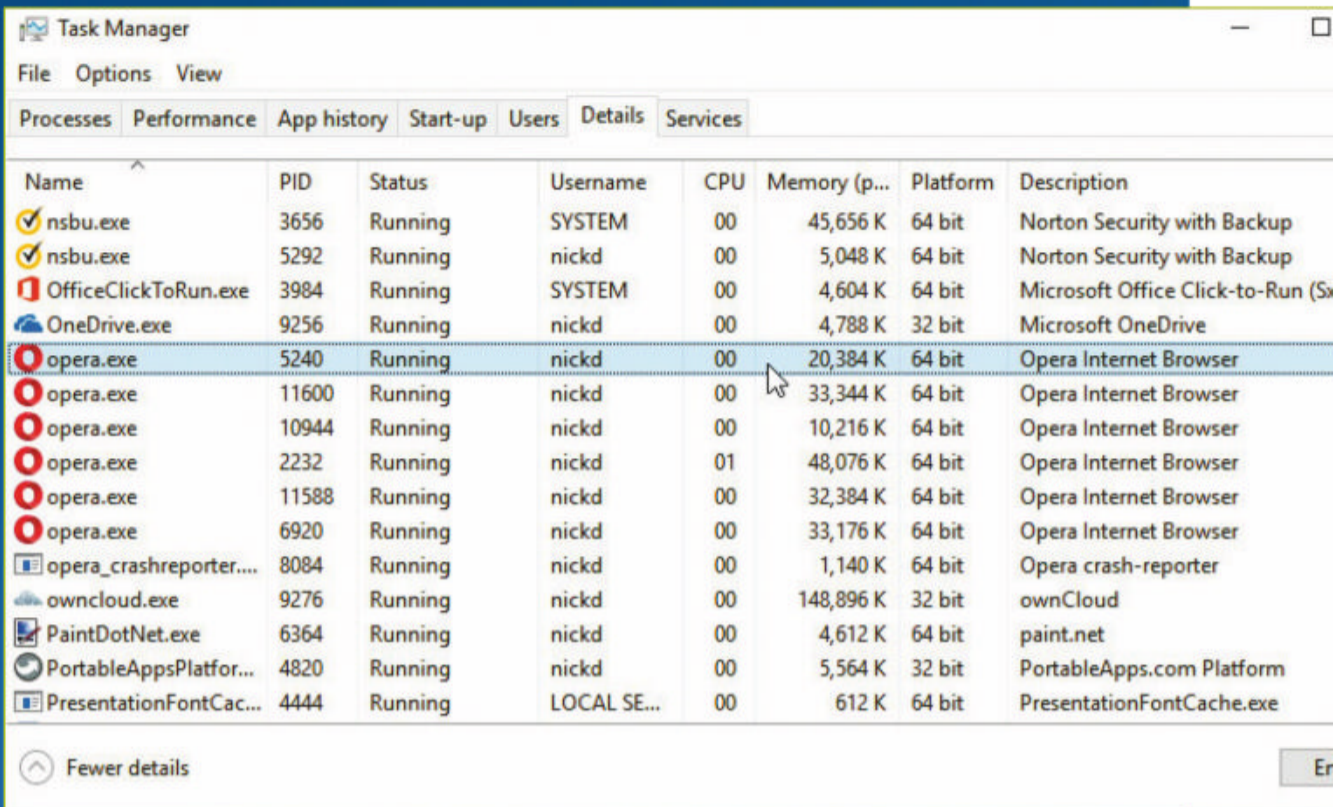 Task Manager
File Options View
Processes Performance App history Start-up Users Details Services
Name PID Status Username CPU Memory (p... Platform Description
nsbu.exe 3656 Running SYSTEM 00 45,656 K 64 bit Norton Security with Backup
nsbu.exe 5292 Running nickd 00 5,048 K 64 bit Norton Security with Backup
OfficeClickToRun.exe 3984 Running SYSTEM 00 4,604 K 64 bit Microsoft Office Click-to-Run (Sx
OneDrive.exe 9256 Running nickd 00 4,788 K 32 bit Microsoft OneDrive
opera.exe 5240 Running nickd 00 20,384 K 64 bit Opera Internet Browser
opera.exe 11600 Running nickd 00 33,344 K 64 bit Opera Internet Browser
opera.exe 10944 Running nickd 00 10,216 K 64 bit Opera Internet Browser
opera.exe 2232 Running nickd 01 48,076 K 64 bit Opera Internet Browser
opera.exe 11588 Running nickd 00 32,384 K 64 bit Opera Internet Browser
opera.exe 6920 Running nickd 00 33,176 K 64 bit Opera Internet Browser
opera_crashreporter.... 8084 Running nickd 00 1,140 K 64 bit Opera crash-reporter
owncloud.exe 9276 Running nickd 00 148,896 K 32 bit ownCloud
PaintDotNet.exe 6364 Running nickd 00 4,612 K 64 bit paint.net
PortableAppsPlatfor... 4820 Running nickd 00 5,564 K 32 bit PortableApps.com Platform
PresentationFontCac... 4444 Running LOCAL SE... 00 612 K 64 bit PresentationFontCache.exe
Fewer details En